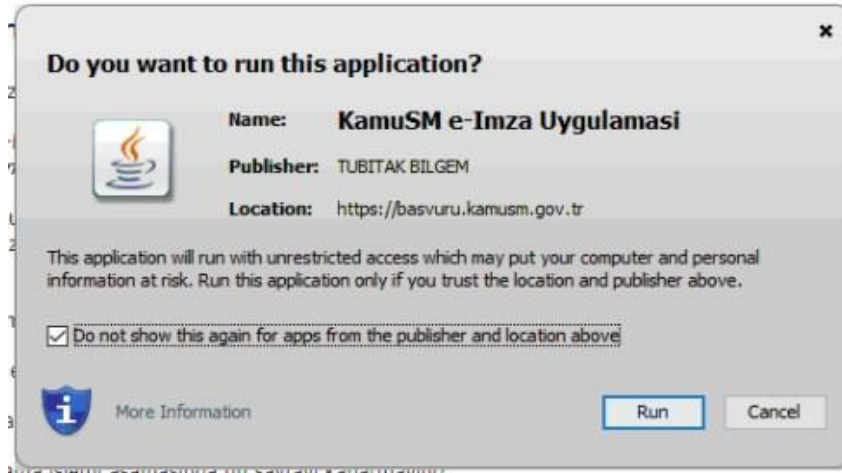 Do you want to run this application?
Name: KamuSM e-Imza Uygulamasi
Publisher: TUBITAK BILGEM
Location: https://basvuru.kamusm.gov.tr
This application will run with unrestricted access which may put your computer and personal
information at risk. Run this application only if you trust the location and publisher above.
Do not show this again for apps from the publisher and location above
More Information
Run
Cancel